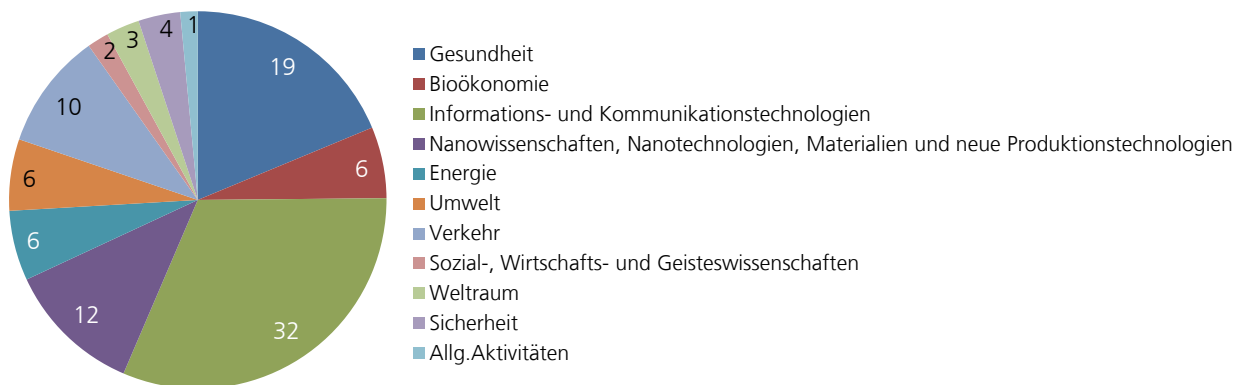 1
4
3
2
19
10
6
6
6
12
32
Gesundheit
Bioökonomie
Informations- und Kommunikationstechnologien
Nanowissenschaften, Nanotechnologien, Materialien und neue Produktionstechnologien
Energie
Umwelt
Verkehr
Sozial-, Wirtschafts- und Geisteswissenschaften
Weltraum
Sicherheit
Allg.Aktivitäten